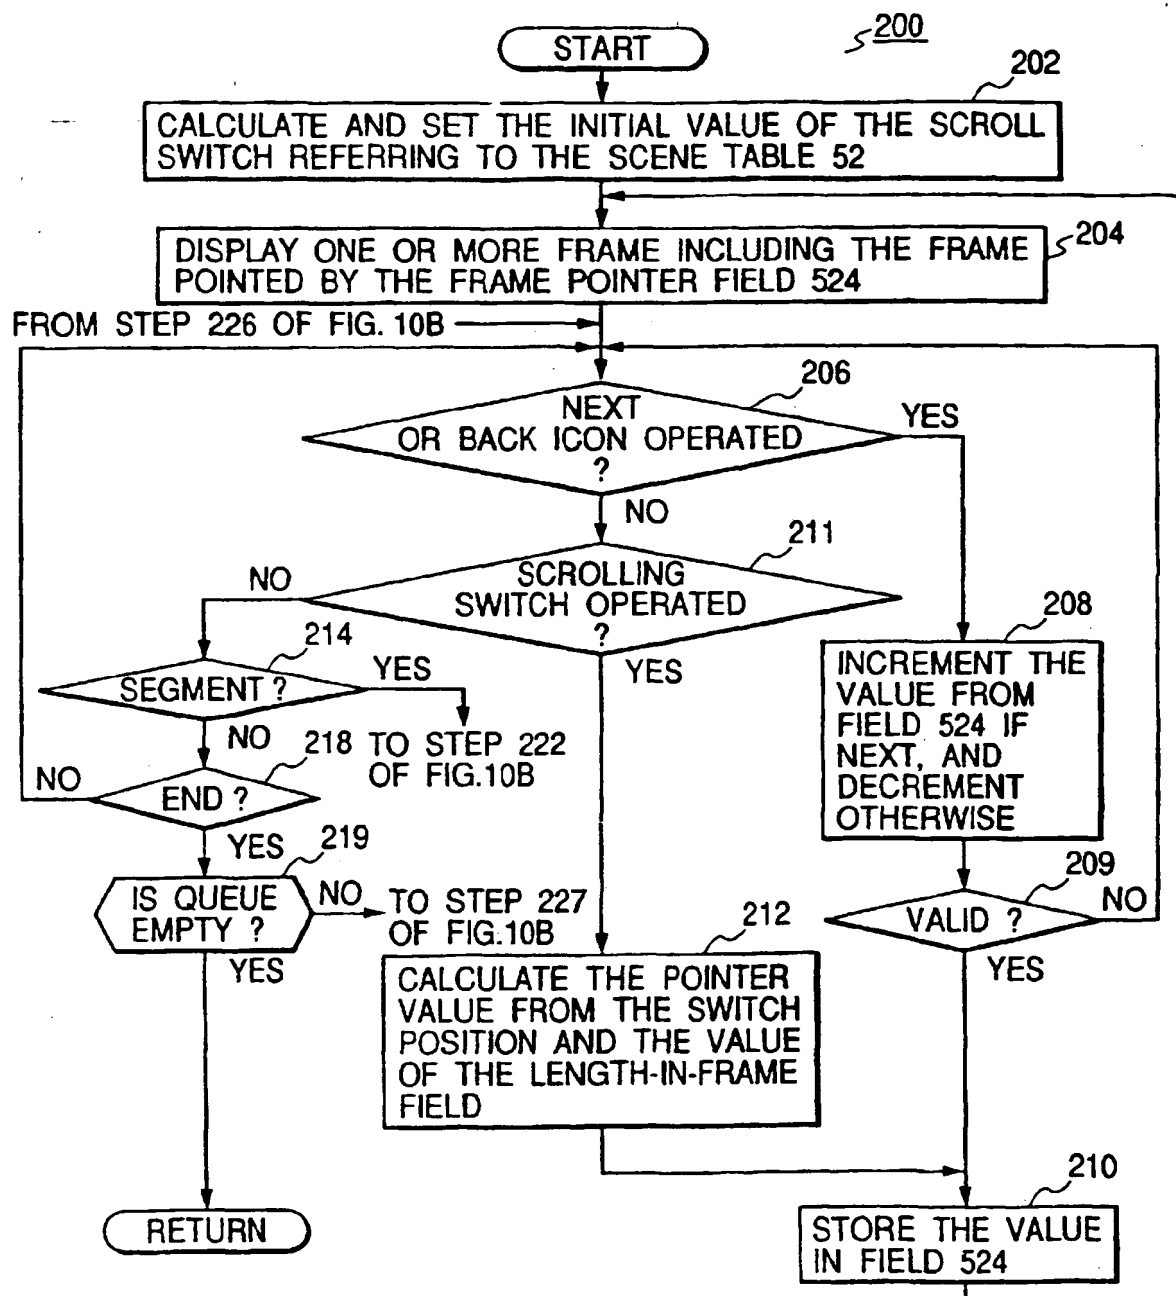 START
200
202
CALCULATE AND SET THE INITIAL VALUE OF THE SCROLL
SWITCH REFERRING TO THE SCENE TABLE 52
204
DISPLAY ONE OR MORE FRAME INCLUDING THE FRAME
POINTED BY THE FRAME POINTER FIELD 524
FROM STEP 226 OF FIG. 10B
206
NEXT
OR BACK ICON OPERATED
?
YES
NO
211
SCROLLING
SWITCH OPERATED
?
NO
YES
208
INCREMENT THE
VALUE FROM
FIELD 524 IF
NEXT, AND
DECREMENT
OTHERWISE
214
SEGMENT ?
YES
NO
TO STEP 222
OF FIG.10B
218
END ?
NO
YES
219
IS QUEUE
EMPTY ?
NO
YES
TO STEP 227
OF FIG.10B
209
VALID ?
NO
YES
212
CALCULATE THE POINTER
VALUE FROM THE SWITCH
POSITION AND THE VALUE
OF THE LENGTH-IN-FRAME
FIELD
210
STORE THE VALUE
IN FIELD 524
RETURN